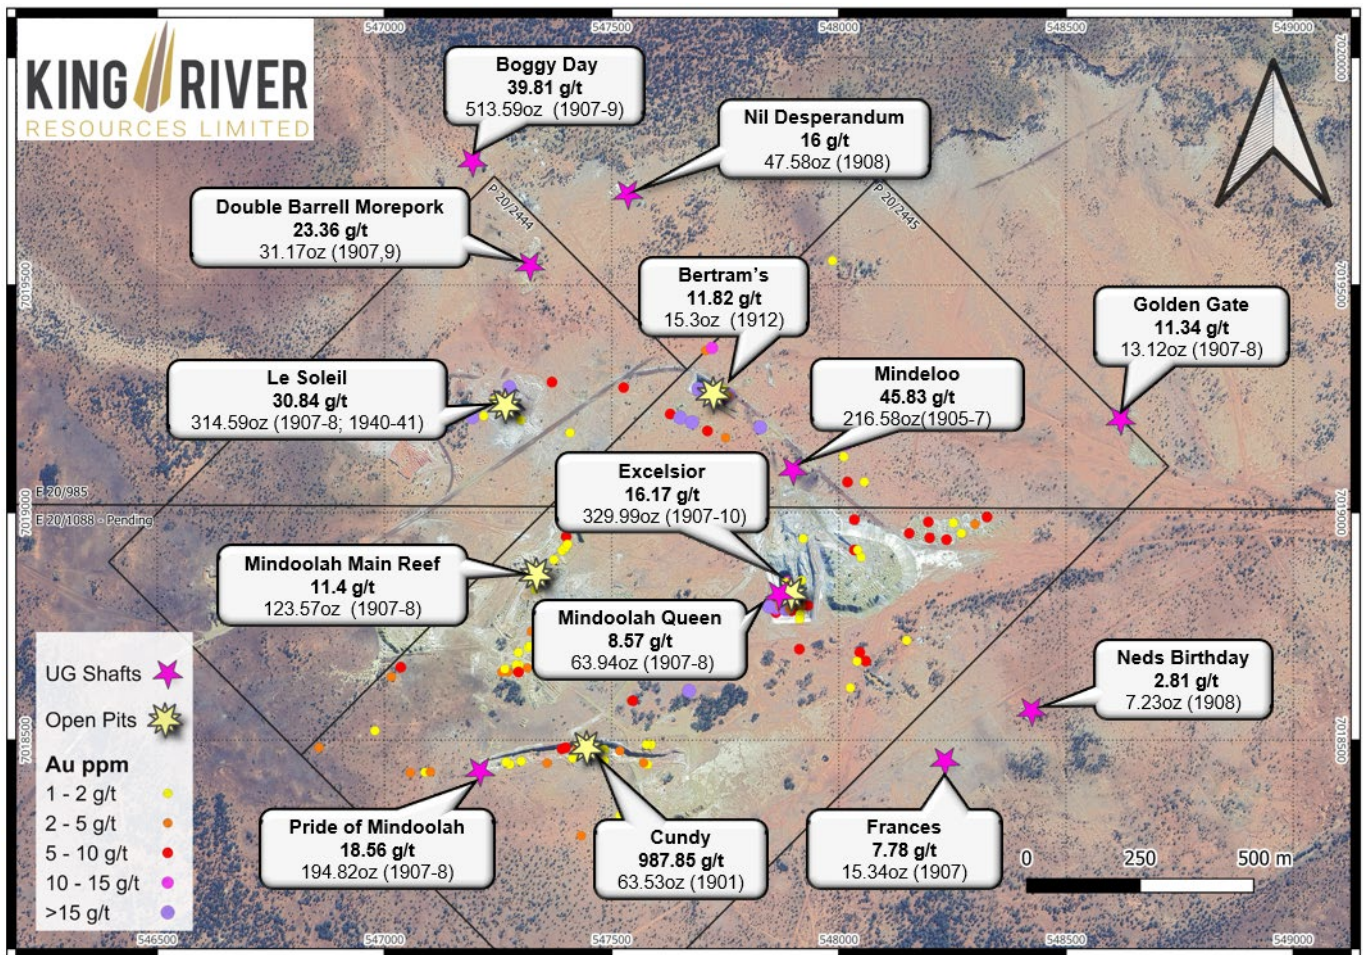 547000
547500
548000
548500
549000
KING RIVER
RESOURCES LIMITED
7020000
Boggy Day
39.81 g/t
513.59oz (1907-9)
Nil Desperandum
16 g/t
47.58oz (1908)
P 20/2444
P 20/2445
Double Barrell Morepork
23.36 g/t
31.17oz (1907,9)
7019500
7019500
Bertram's
11.82 g/t
15.3oz (1912)
Golden Gate
11.34 g/t
13.12oz (1907-8)
Le Soleil
30.84 g/t
314.59oz (1907-8; 1940-41)
Mindeloo
45.83 g/t
216.58oz(1905-7)
Excelsior
16.17 g/t
329.99oz (1907-10)
E 20/985
7019000
7019000
E 20/1088 - Pending
Mindoolah Main Reef
11.4 g/t
123.57oz (1907-8)
Mindoolah Queen
8.57 g/t
63.94oz (1907-8)
Neds Birthday
2.81 g/t
7.23oz (1908)
UG Shafts
Open Pits
Au ppm
1 - 2 g/t
2 - 5 g/t
5 - 10 g/t
10 - 15 g/t
>15 g/t
7018500
7018500
Pride of Mindoolah
18.56 g/t
194.82oz (1907-8)
Cundy
987.85 g/t
63.53oz (1901)
Frances
7.78 g/t
15.34oz (1907)
0 250 500 m
546500
547000
547500
548000
548500
549000